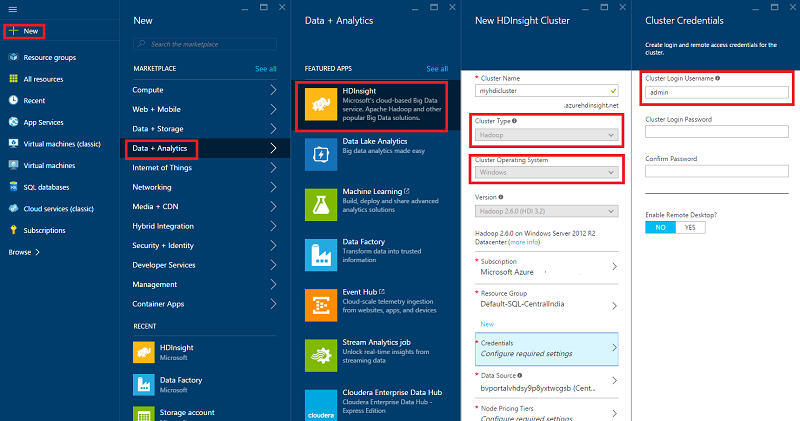 New
Resource groups
All resources
Recent
App Services
Virtual machines (classic)
Virtual machines
SQL databases
Cloud services (classic)
Subscriptions
Browse
New
Search the marketplace
MARKETPLACE
See all
Compute
Web + Mobile
Data + Storage
Data + Analytics
Internet of Things
Networking
Media + CDN
Hybrid Integration
Security + Identity
Developer Services
Management
Container Apps
RECENT
HDInsight
Microsoft
Data Factory
Microsoft
Storage account
Data + Analytics
FEATURED APPS
See all
HDInsight
Microsoft's cloud-based Big Data
service. Apache Hadoop and other
popular Big Data solutions.
Data Lake Analytics
Big data analytics made easy
Machine Learning
Build, deploy and share advanced
analytics solutions
Data Factory
Transform data into trusted
information
Event Hub
Cloud-scale telemetry ingestion
from websites, apps, and devices
Stream Analytics job
Unlock real-time insights from
streaming data
cloudera
Cloudera Enterprise Data Hub
Cloudera Enterprise Data Hub -
Express Edition
New HDInsight Cluster
* Cluster Name
myhdicluster
.azurehdinsight.net
* Cluster Type
Hadoop
* Cluster Operating System
Windows
* Version
Hadoop 2.6.0 (HDI 3.2)
Hadoop 2.6.0 on Windows Server 2012 R2
Datacenter (more info)
* Subscription
Microsoft Azure
* Resource Group
Default-SQL-CentralIndia
New
* Credentials
Configure required settings
* Data Source
bvportalvhdsy9p8yxtwcgsb (Cent...
* Node Pricing Tiers
Configure required settings
Cluster Credentials
Create login and remote access credentials for the
cluster.
Cluster Login Username
admin
Cluster Login Password
Confirm Password
Enable Remote Desktop?
NO YES